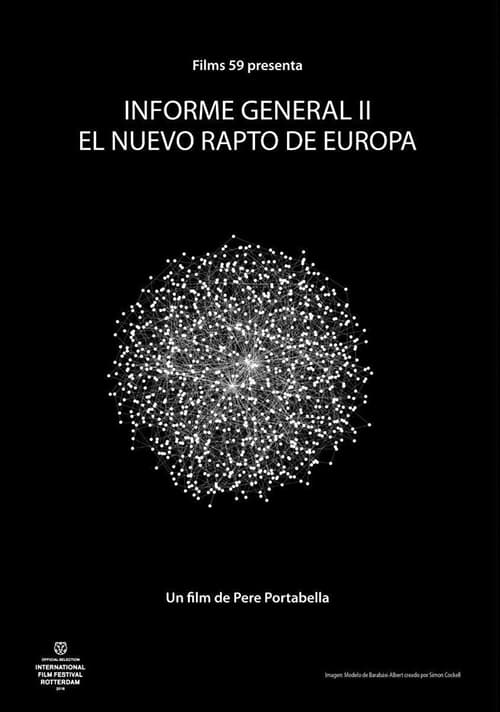 Films 59 presenta
INFORME GENERAL II
EL NUEVO RAPTO DE EUROPA
Un film de Pere Portabella
OFFICIAL SELECTION
INTERNATIONAL
FILM FESTIVAL
ROTTERDAM
2016
Imagen: Modelo de Barabási-Albert creado por Simon Cockell